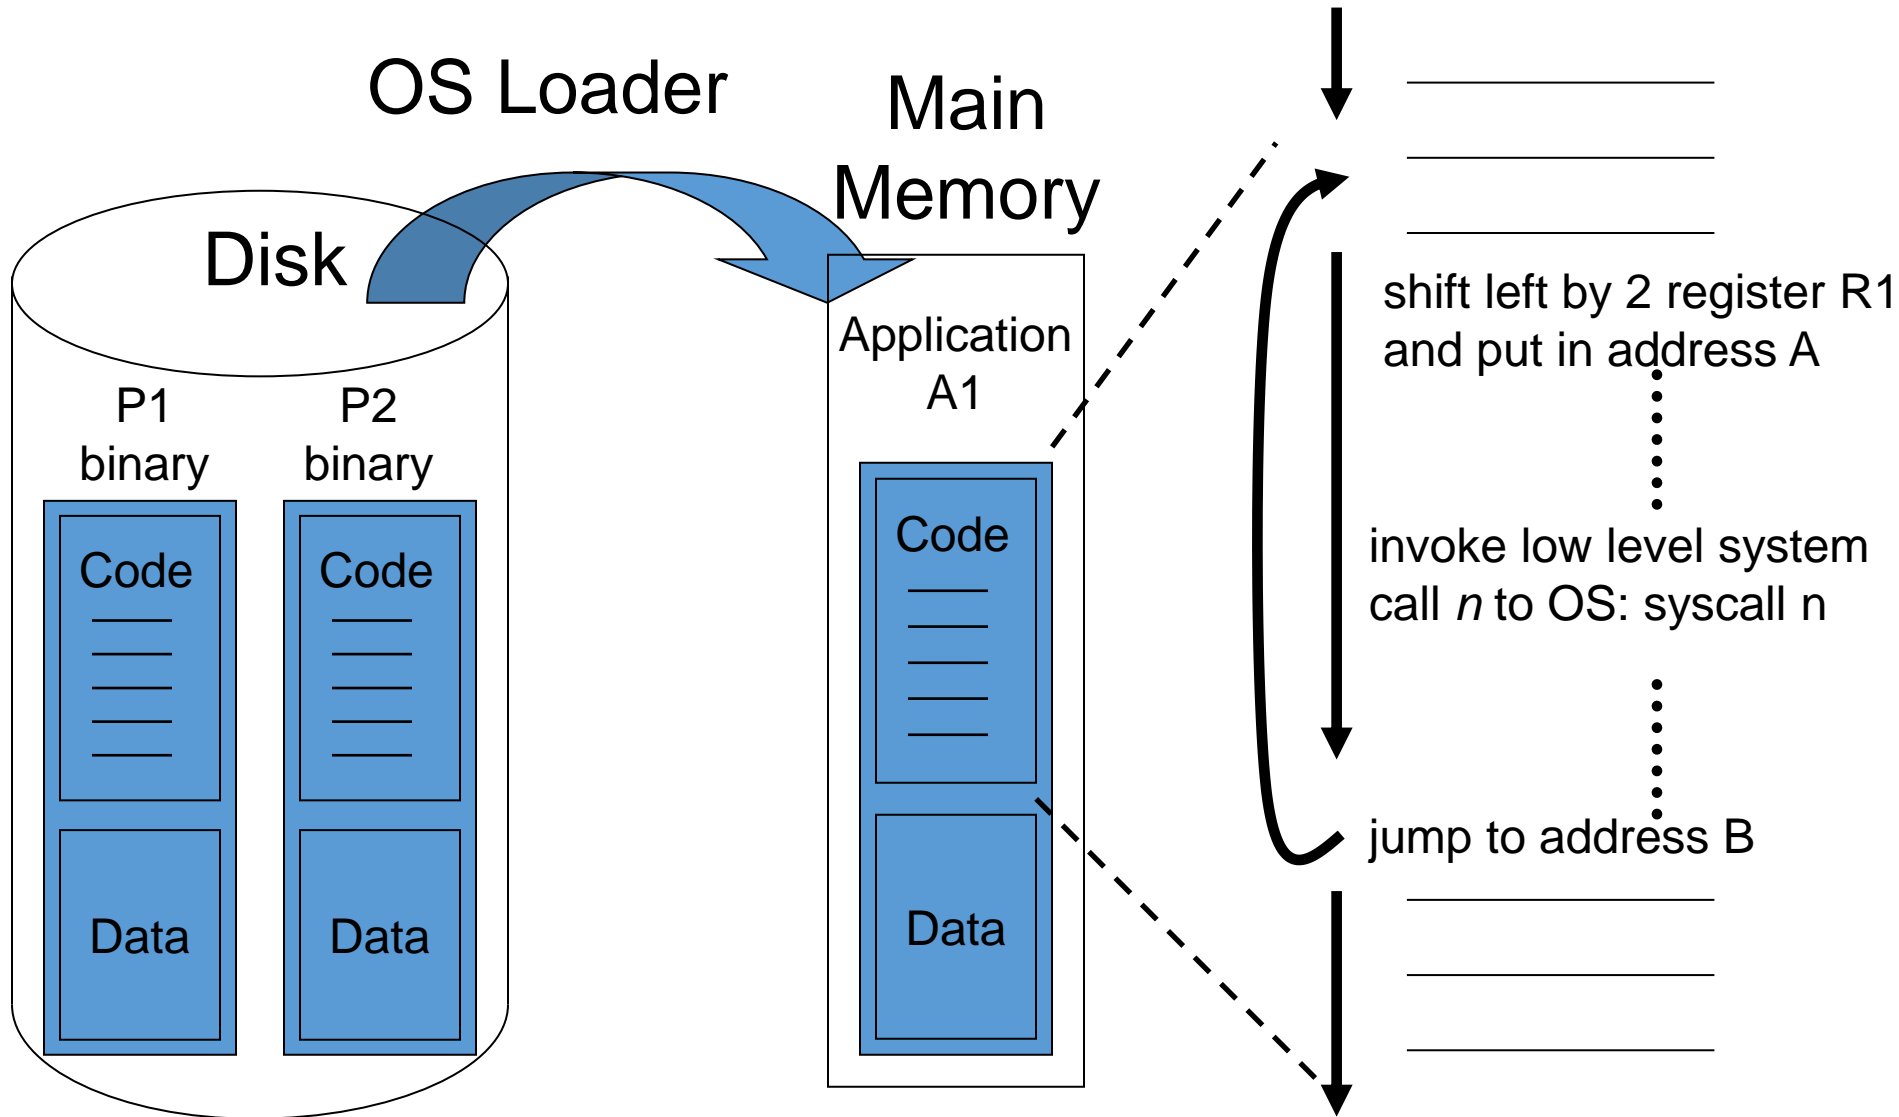 OS Loader
Main
Memory
Disk
P1
binary
P2
binary
Code
Data
Code
Data
Application
A1
Code
Data
shift left by 2 register R1
and put in address A
invoke low level system
call n to OS: syscall n
jump to address B